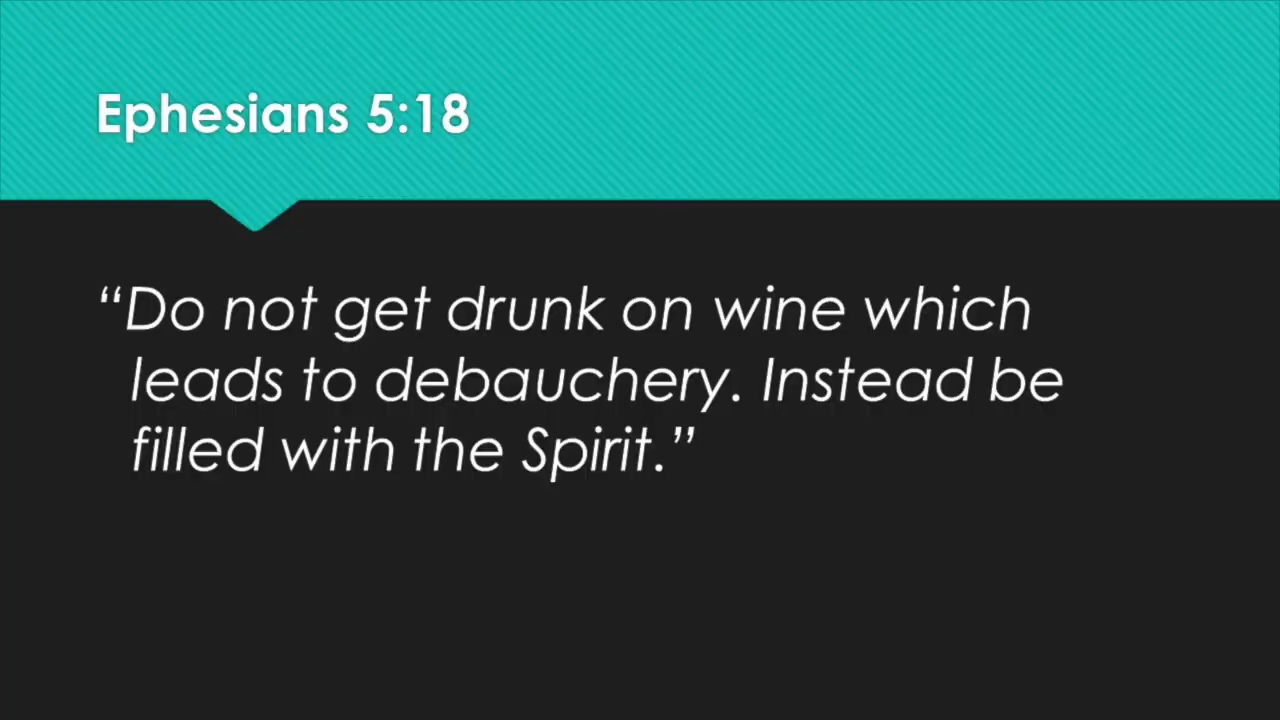 Ephesians 5:18
“Do not get drunk on wine which
leads to debauchery. Instead be
filled with the Spirit.”